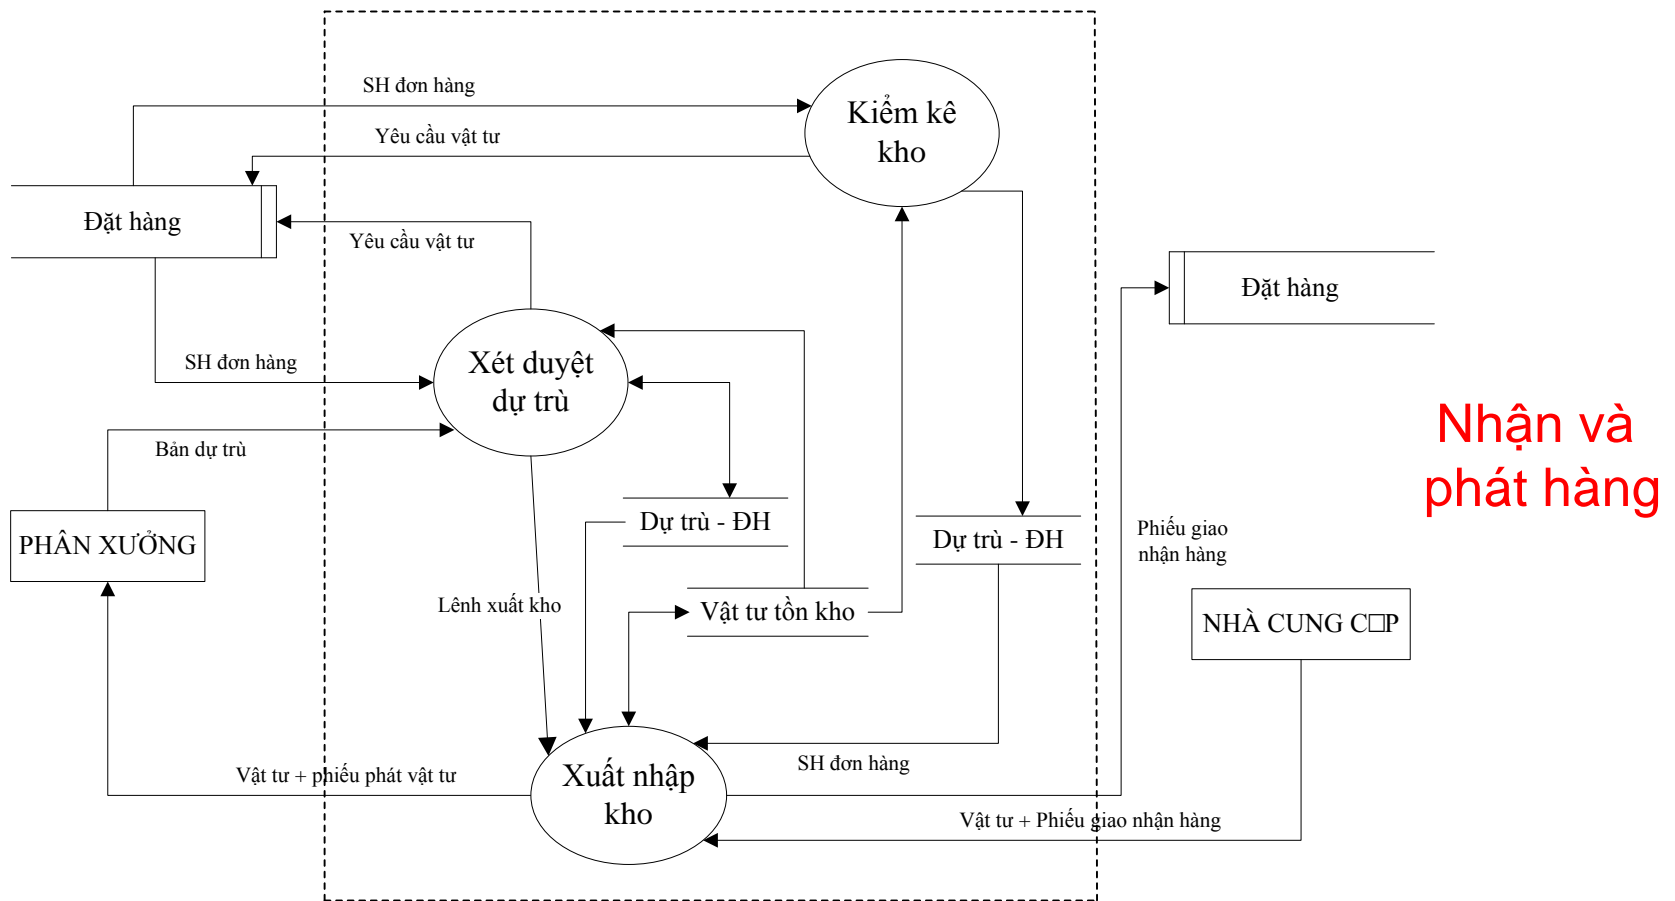 SH đơn hàng
Kiểm kê
kho
Yêu cầu vật tư
Đặt hàng
Yêu cầu vật tư
Đặt hàng
SH đơn hàng
Xét duyệt
dự trù
Bản dự trù
Nhận và
phát hàng
PHÂN XƯỞNG
Dự trù - ĐH
Dự trù - ĐH
Phiếu giao
nhận hàng
Lênh xuất kho
Vật tư tồn kho
NHÀ CUNG C□P
SH đơn hàng
Vật tư + phiếu phát vật tư
Xuất nhập
kho
Vật tư + Phiếu giao nhận hàng